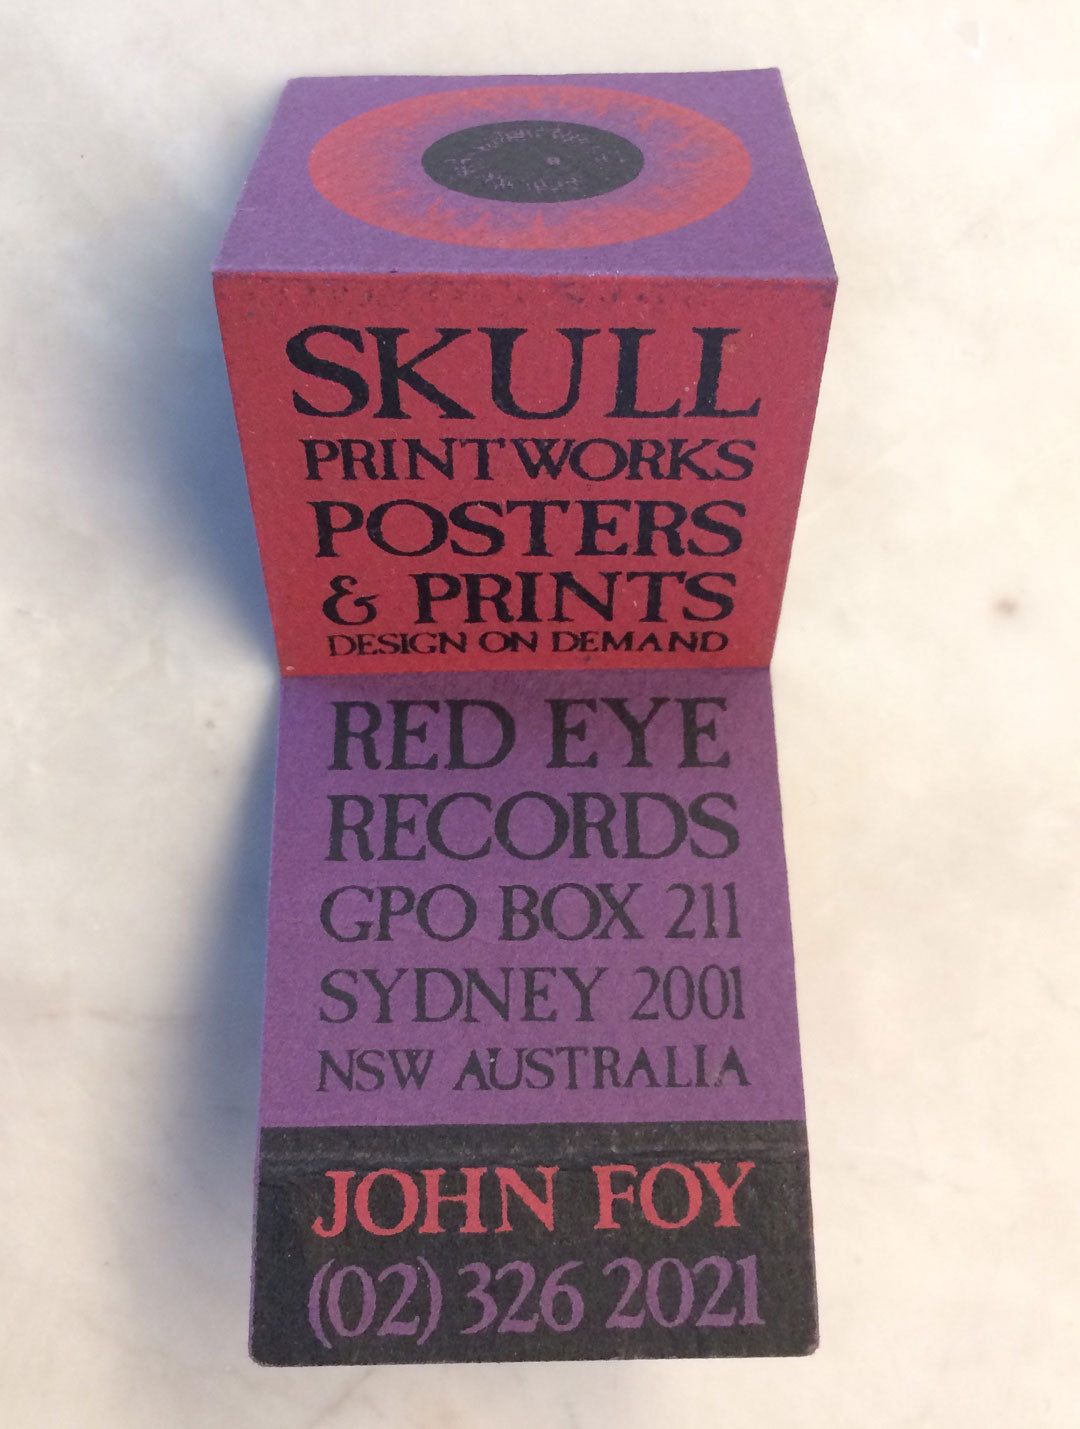 SKULL
PRINTWORKS
POSTERS
& PRINTS
DESIGN ON DEMAND
RED EYE
RECORDS
GPO BOX 211
SYDNEY 2001
NSW AUSTRALIA
JOHN FOY
(02) 326 2021